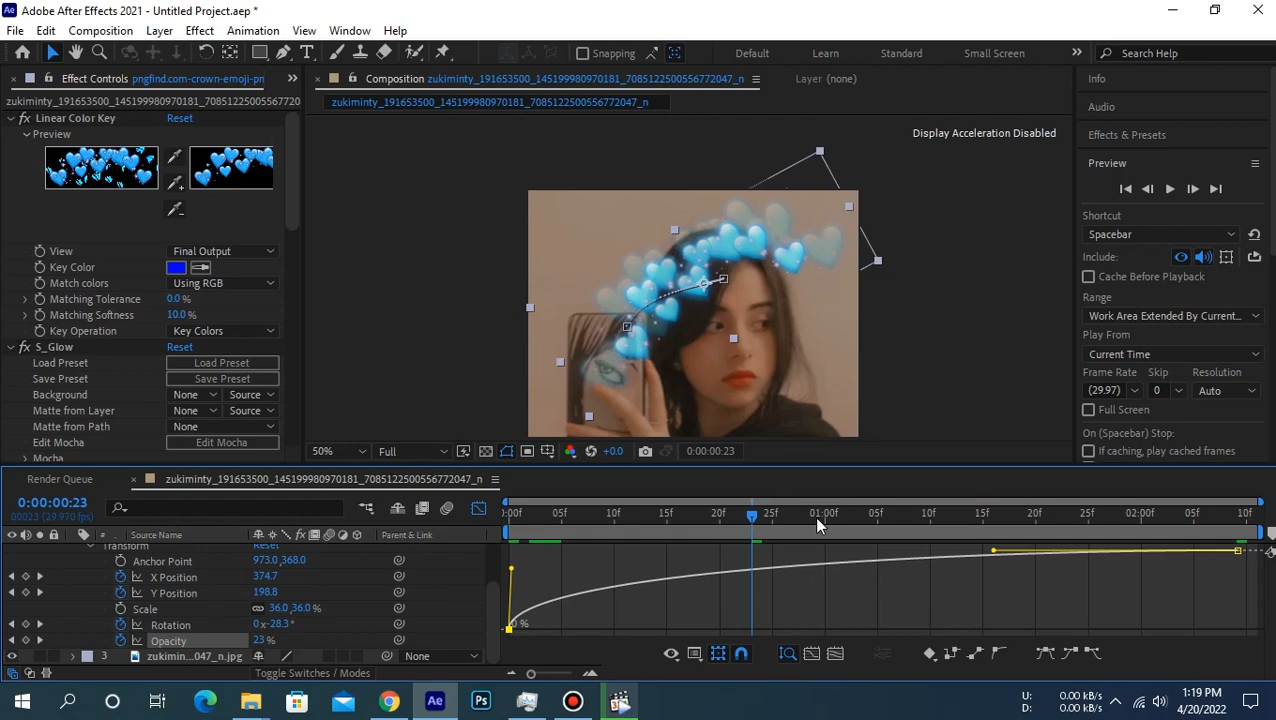 Ae Adobe After Effects 2021 - Untitled Project.aep *
File Edit Composition Layer Effect Animation View Window Help
Snapping
Default Learn Standard Small Screen
Search Help
Effect Controls pngfind.com-crown-emoji-pn
Composition zukiminty_191653500_145199980970181_7085122500556772047_n
Layer (none)
Info
zukiminty_191653500_145199980970181_70851225005567720
zukiminty_191653500_145199980970181_7085122500556772047_n
Audio
Linear Color Key Reset
Preview
Display Acceleration Disabled
Effects & Presets
Preview
Shortcut
Spacebar
View Final Output
Include:
Key Color
Cache Before Playback
Match colors Using RGB
Range
Matching Tolerance 0.0 %
Work Area Extended By Current...
Matching Softness 10.0 %
Play From
Key Operation Key Colors
Current Time
S_Glow Reset
Load Preset Load Preset
Frame Rate Skip Resolution
Save Preset Save Preset
(29.97) 0 Auto
Background None Source
Full Screen
Matte from Layer None Source
Matte from Path None
On (Spacebar) Stop:
Edit Mocha Edit Mocha
50% Full +0.0 0:00:00:23
If caching, play cached frames
Mocha
Render Queue
zukiminty_191653500_145199980970181_7085122500556772047_n
0:00:00:23
00023 (29.970 fps)
:00f 05f 10f 15f 20f 25f 01:00f 05f 10f 15f 20f 25f 10f
# Source Name Parent & Link
Transform Reset
Anchor Point 973.0,368.0
X Position 374.7
Y Position 198.8
Scale 36.0,36.0 %
Rotation 0x-28.3°
0 %
Opacity 23 %
3 zukimin...047_n.jpg None
Toggle Switches / Modes
Ae
Ps
U: 0.00 kB/s
D: 0.00 kB/s
1:19 PM
4/20/2022